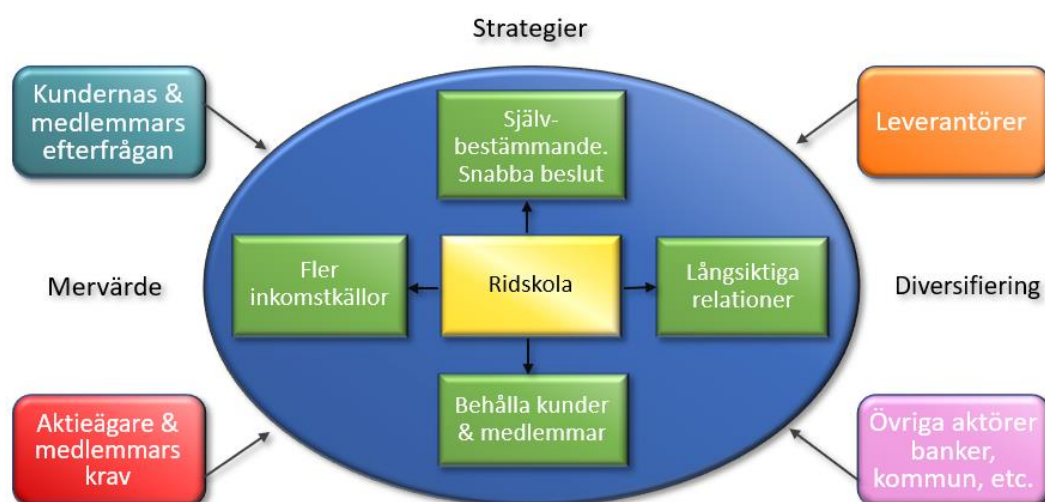 Strategier
Kundernas &
medlemmars
efterfrågan
Själv-
bestämmande.
Snabba beslut
Leverantörer
Mervärde
Fler
inkomstkällor
Ridskola
Långsiktiga
relationer
Diversifiering
Aktieägare &
medlemmars
krav
Behålla kunder
& medlemmar
Övriga aktörer
banker,
kommun, etc.